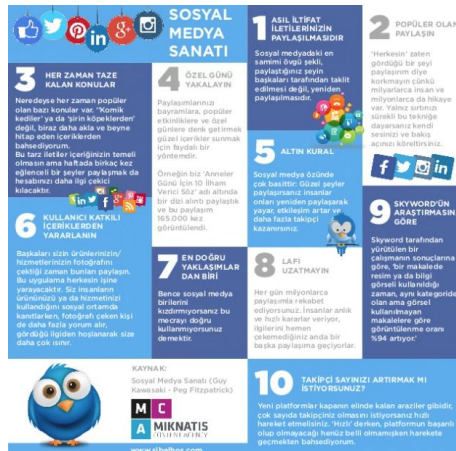 SOSYAL
MEDYA
SANATI
1 ASIL İLTİFAT
İLETİLERİNİZİN
PAYLAŞILMASIDIR
Sosyal medyadaki en
samimi övgü şekli,
paylaştığınız şeyin
başkaları tarafından taklit
edilmesi değil, yeniden
paylaşılmasıdır.
2 POPÜLER OLANI
PAYLAŞIN
'Herkesin' zaten
gördüğü bir şeyi
paylaşırım diye
korkmayın çünkü
milyarlarca insan ve
milyonlarca da hikaye
var. Yalnız sırtınızı
sürekli bu tekniğe
dayarsanız kendi
sesinizi ve bakış
açınızı köreltirsiniz.
3 HER ZAMAN TAZE
KALAN KONULAR
Neredeyse her zaman popüler
olan bazı konular var. "Komik
kediler' ya da 'şirin köpeklerden'
değil, biraz daha akla ve beyne
hitap eden içeriklerden
bahsediyorum.
Bu tarz iletiler içeriğinizin temeli
olmasın ama haftada birkaç kez
eğlenceli bir şeyler paylaşmak da
hesabınızı daha ilgi çekici
kılacaktır.
4 ÖZEL GÜNÜ
YAKALAYIN
Paylaşımlarınızı
bayramlara, popüler
etkinliklere ve özel
günlere denk getirmek
güzel içerikler sunmak
için faydalı bir
yöntemdir.
Örneğin biz 'Anneler
Günü İçin 10 İlham
Verici Söz' adı altında
bir dizi alıntı paylaştık
ve bu paylaşım
165.000 kez
görüntülendi.
5 ALTIN KURAL
Sosyal medya özünde
çok basittir: Güzel şeyler
paylaşırsanız insanlar
onları yeniden paylaşarak
yayar, etkileşim artar ve
daha fazla takipçi
kazanırsınız.
6 KULLANICI KATKILI
İÇERİKLERDEN
YARARLANIN
Başkaları sizin ürünlerinizin/
hizmetlerinizin fotoğrafını
çektiği zaman bunları paylaşın.
Bu uygulama herkesin işine
yarayacaktır. Siz insanların
ürününüzü ya da hizmetinizi
kullandığını sosyal ortamda
kanıtlarken, fotoğrafı çeken kişi
de daha fazla yorum alır,
gördüğü ilgiden hoşlanarak size
daha çok ısınır.
7 EN DOĞRU
YAKLAŞIMLAR
DAN BİRİ
Bence sosyal medya
birilerini
kızdırmıyorsanız bu
mecrayı doğru
kullanmıyorsunuz
demektir.
8 LAFI
UZATMAYIN
Her gün milyonlarca
paylaşımla rekabet
ediyorsunuz. İnsanlar anlık
ve hızlı kararlar veriyor,
ilgilerini hemen
çekemediğiniz anda bir
başka paylaşıma geçiyorlar.
9 SKYWORD'ÜN
ARAŞTIRMASINA
GÖRE
Skyword tarafından
yürütülen bir
çalışmanın sonuçlarına
göre, 'bir makalede
resim ya da bilgi
görseli kullanıldığı
zaman, aynı kategoride
olan ama görsel
kullanılmayan
makalelere göre
görüntülenme oranı
%94 artıyor.'
KAYNAK:
Sosyal Medya Sanatı (Guy
Kawasaki - Peg Fitzpatrick)
M C
A MIKNATIS
10 TAKİPÇİ SAYINIZI ARTIRMAK MI
İSTİYORSUNUZ?
Yeni platformlar kapanın elinde kalan araziler gibidir,
çok sayıda takipçiniz olmasını istiyorsanız hızlı
hareket etmelisiniz. 'Hızlı' derken, platformun başarılı
olup olmayacağı henüz belli olmamışken harekete
geçmekten bahsediyorum.